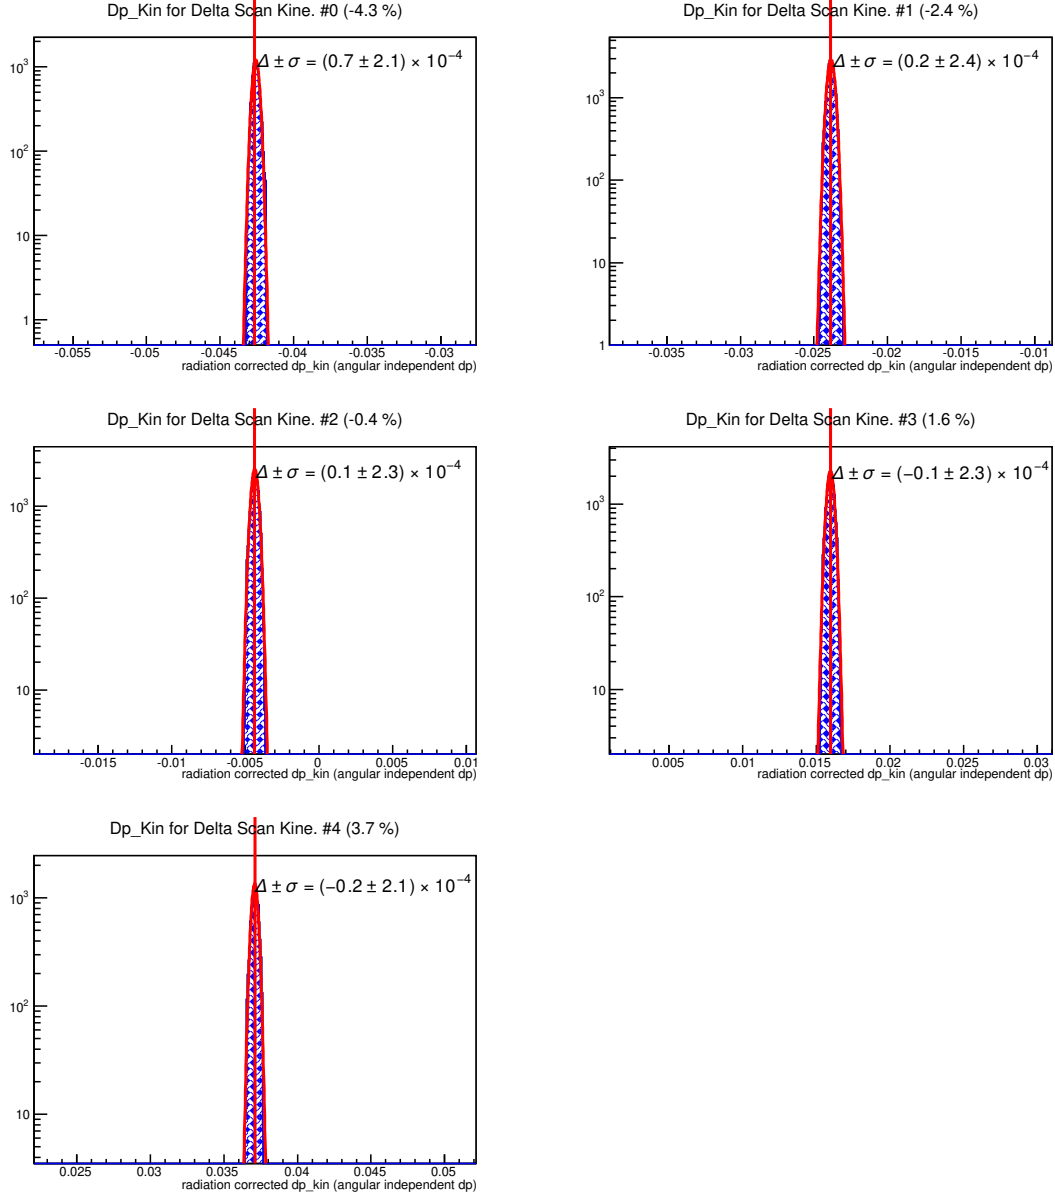 Dp_Kin for Delta Scan Kine. #0 (-4.3 %)
Δ ± σ = (0.7 ± 2.1) × 10⁻⁴
10³
10²
10
1
-0.055 -0.05 -0.045 -0.04 -0.035 -0.03
radiation corrected dp_kin (angular independent dp)
Dp_Kin for Delta Scan Kine. #1 (-2.4 %)
Δ ± σ = (0.2 ± 2.4) × 10⁻⁴
10³
10²
10
1
-0.035 -0.03 -0.025 -0.02 -0.015 -0.01
radiation corrected dp_kin (angular independent dp)
Dp_Kin for Delta Scan Kine. #2 (-0.4 %)
Δ ± σ = (0.1 ± 2.3) × 10⁻⁴
10³
10²
10
-0.015 -0.01 -0.005 0 0.005 0.01
radiation corrected dp_kin (angular independent dp)
Dp_Kin for Delta Scan Kine. #3 (1.6 %)
Δ ± σ = (−0.1 ± 2.3) × 10⁻⁴
10³
10²
10
0.005 0.01 0.015 0.02 0.025 0.03
radiation corrected dp_kin (angular independent dp)
Dp_Kin for Delta Scan Kine. #4 (3.7 %)
Δ ± σ = (−0.2 ± 2.1) × 10⁻⁴
10³
10²
10
0.025 0.03 0.035 0.04 0.045 0.05
radiation corrected dp_kin (angular independent dp)